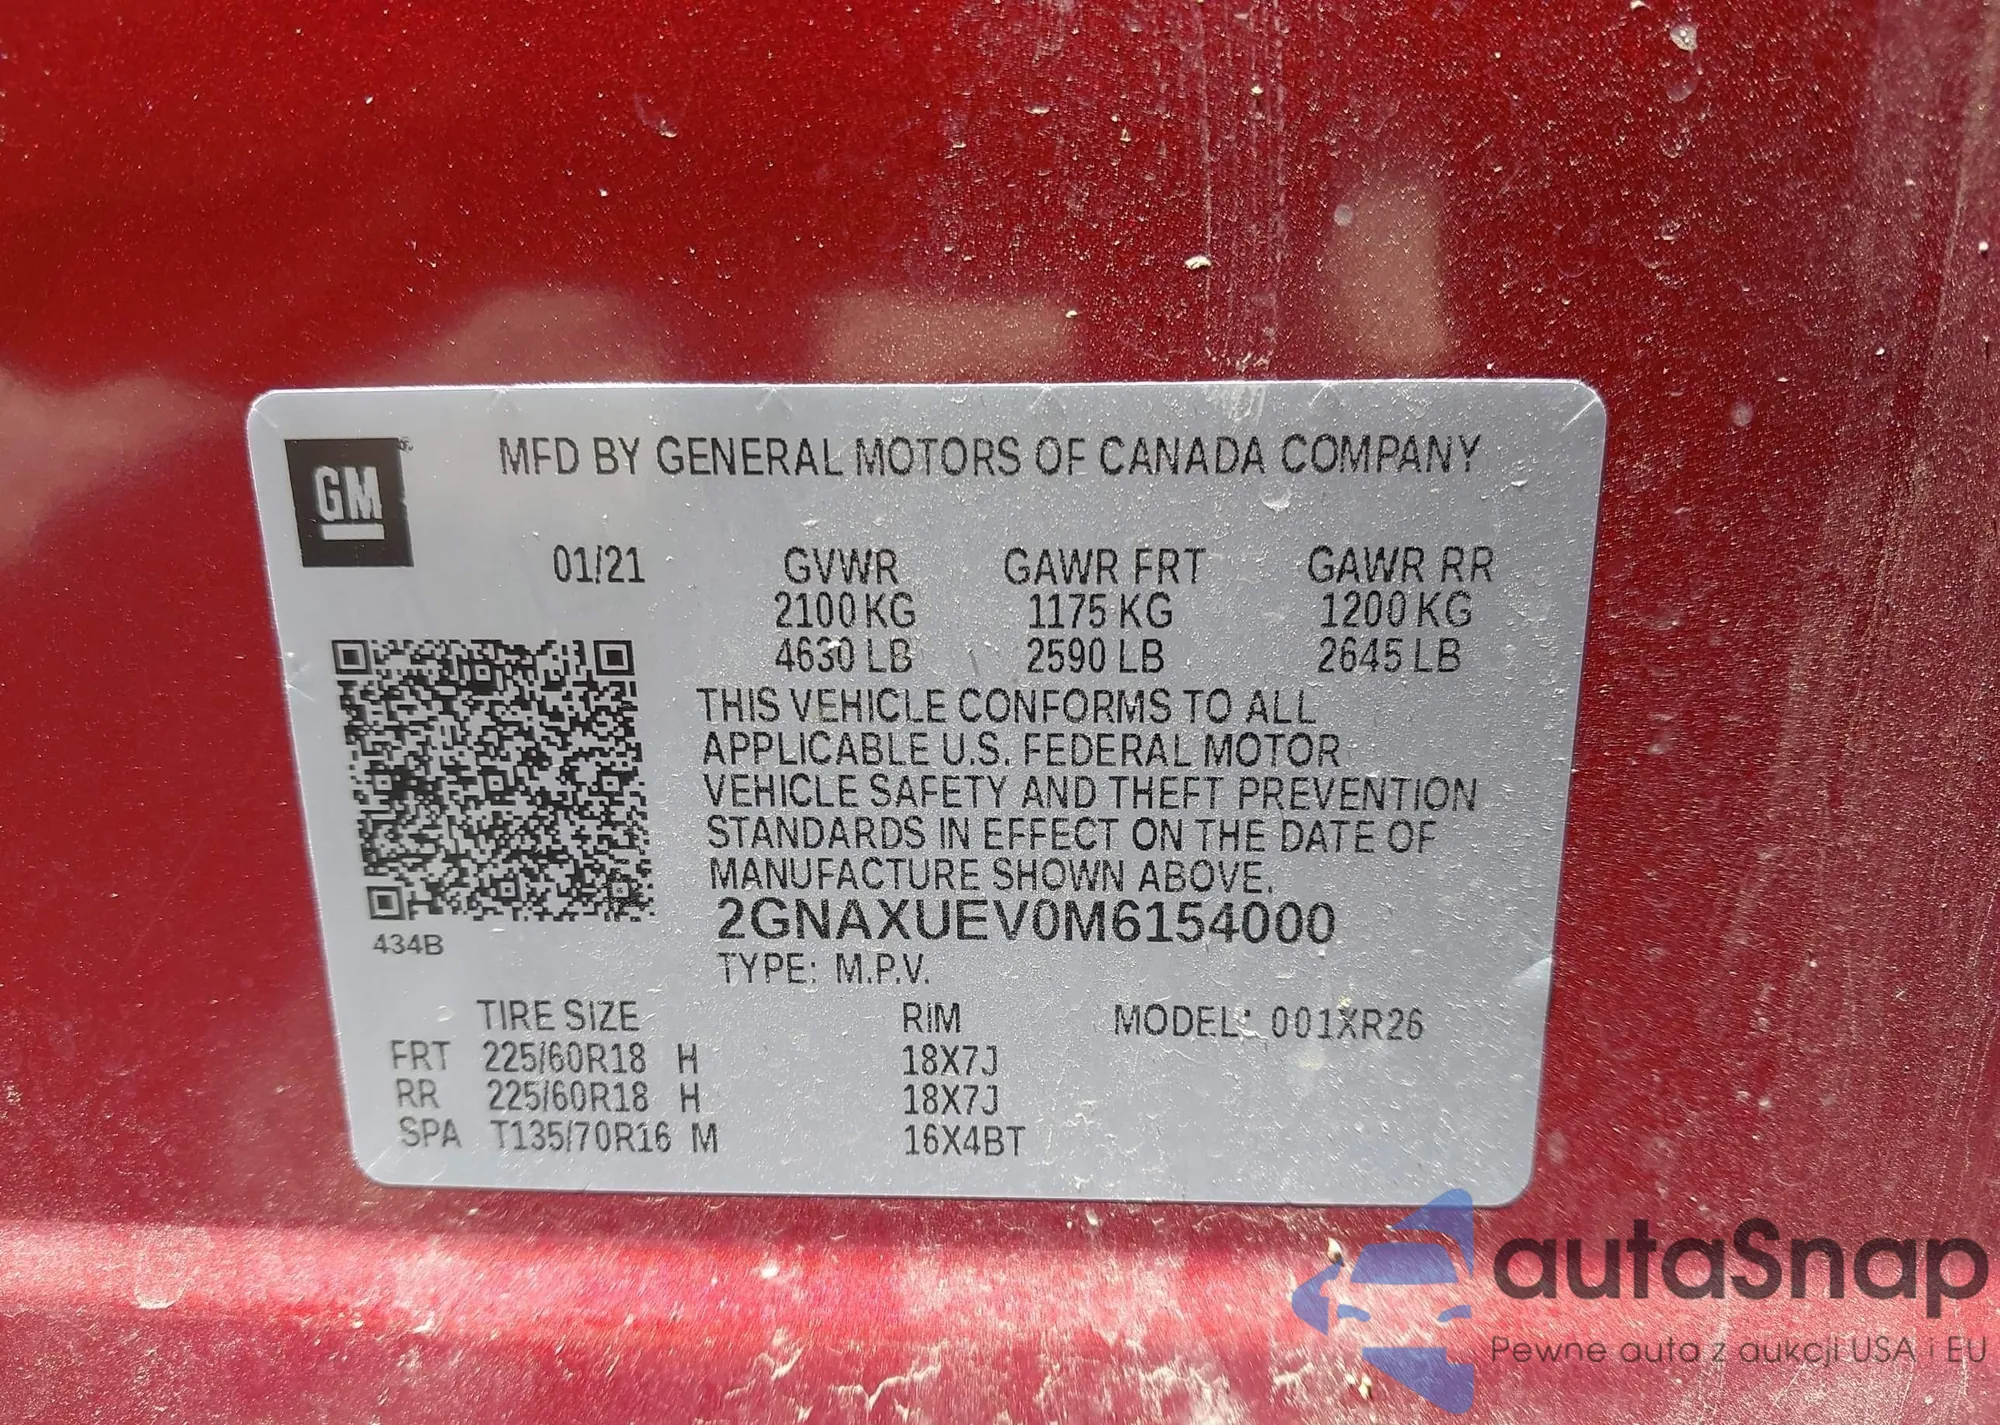 GM
MFD BY GENERAL MOTORS OF CANADA COMPANY
01/21 GVWR GAWR FRT GAWR RR
2100 KG 1175 KG 1200 KG
4630 LB 2590 LB 2645 LB
THIS VEHICLE CONFORMS TO ALL
APPLICABLE U.S. FEDERAL MOTOR
VEHICLE SAFETY AND THEFT PREVENTION
STANDARDS IN EFFECT ON THE DATE OF
MANUFACTURE SHOWN ABOVE.
2GNAXUEV0M6154000
434B
TYPE: M.P.V.
TIRE SIZE RIM MODEL: 001XR26
FRT 225/60R18 H 18X7J
RR 225/60R18 H 18X7J
SPA T135/70R16 M 16X4BT
autaSnap
Pewne auta z aukcji USA i EU